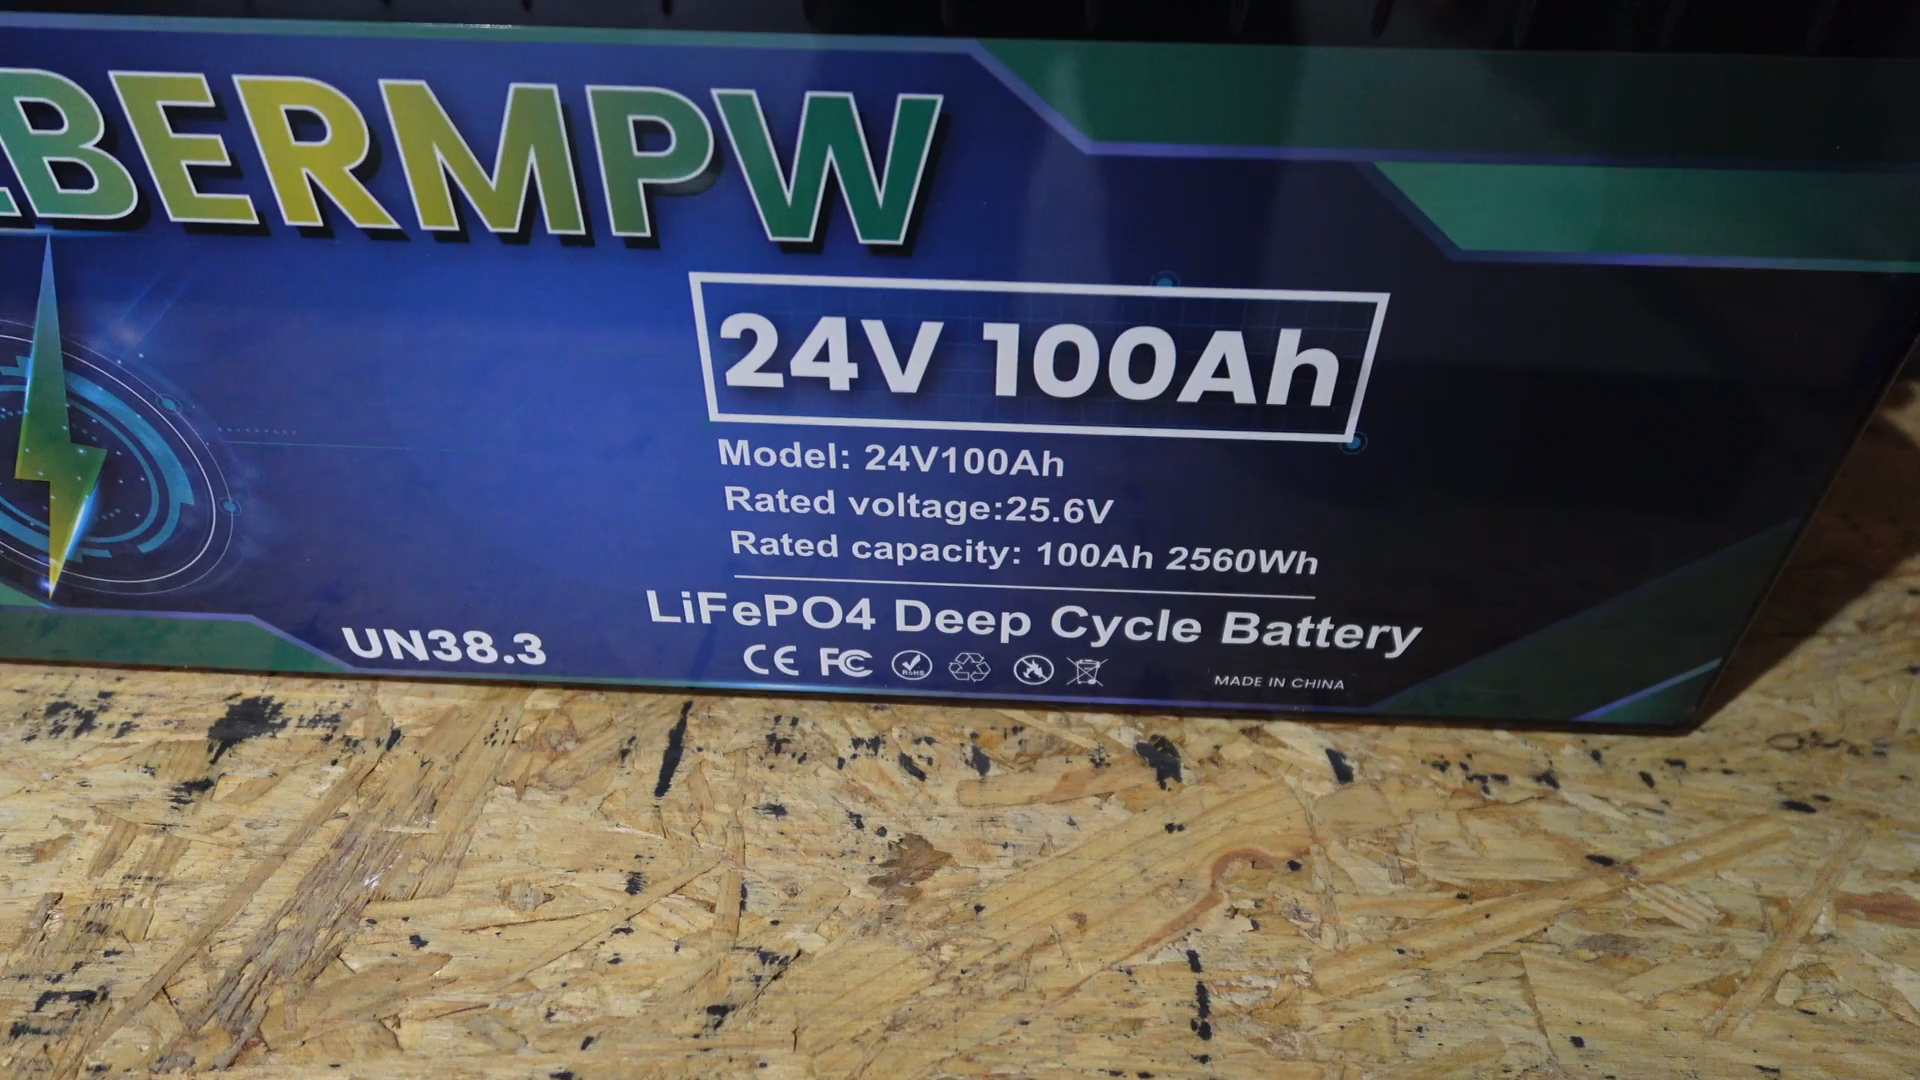 BERMPW
24V 100Ah
Model: 24V100Ah
Rated voltage:25.6V
Rated capacity: 100Ah 2560Wh
LiFePO4 Deep Cycle Battery
UN38.3
CE FC RoHS
MADE IN CHINA